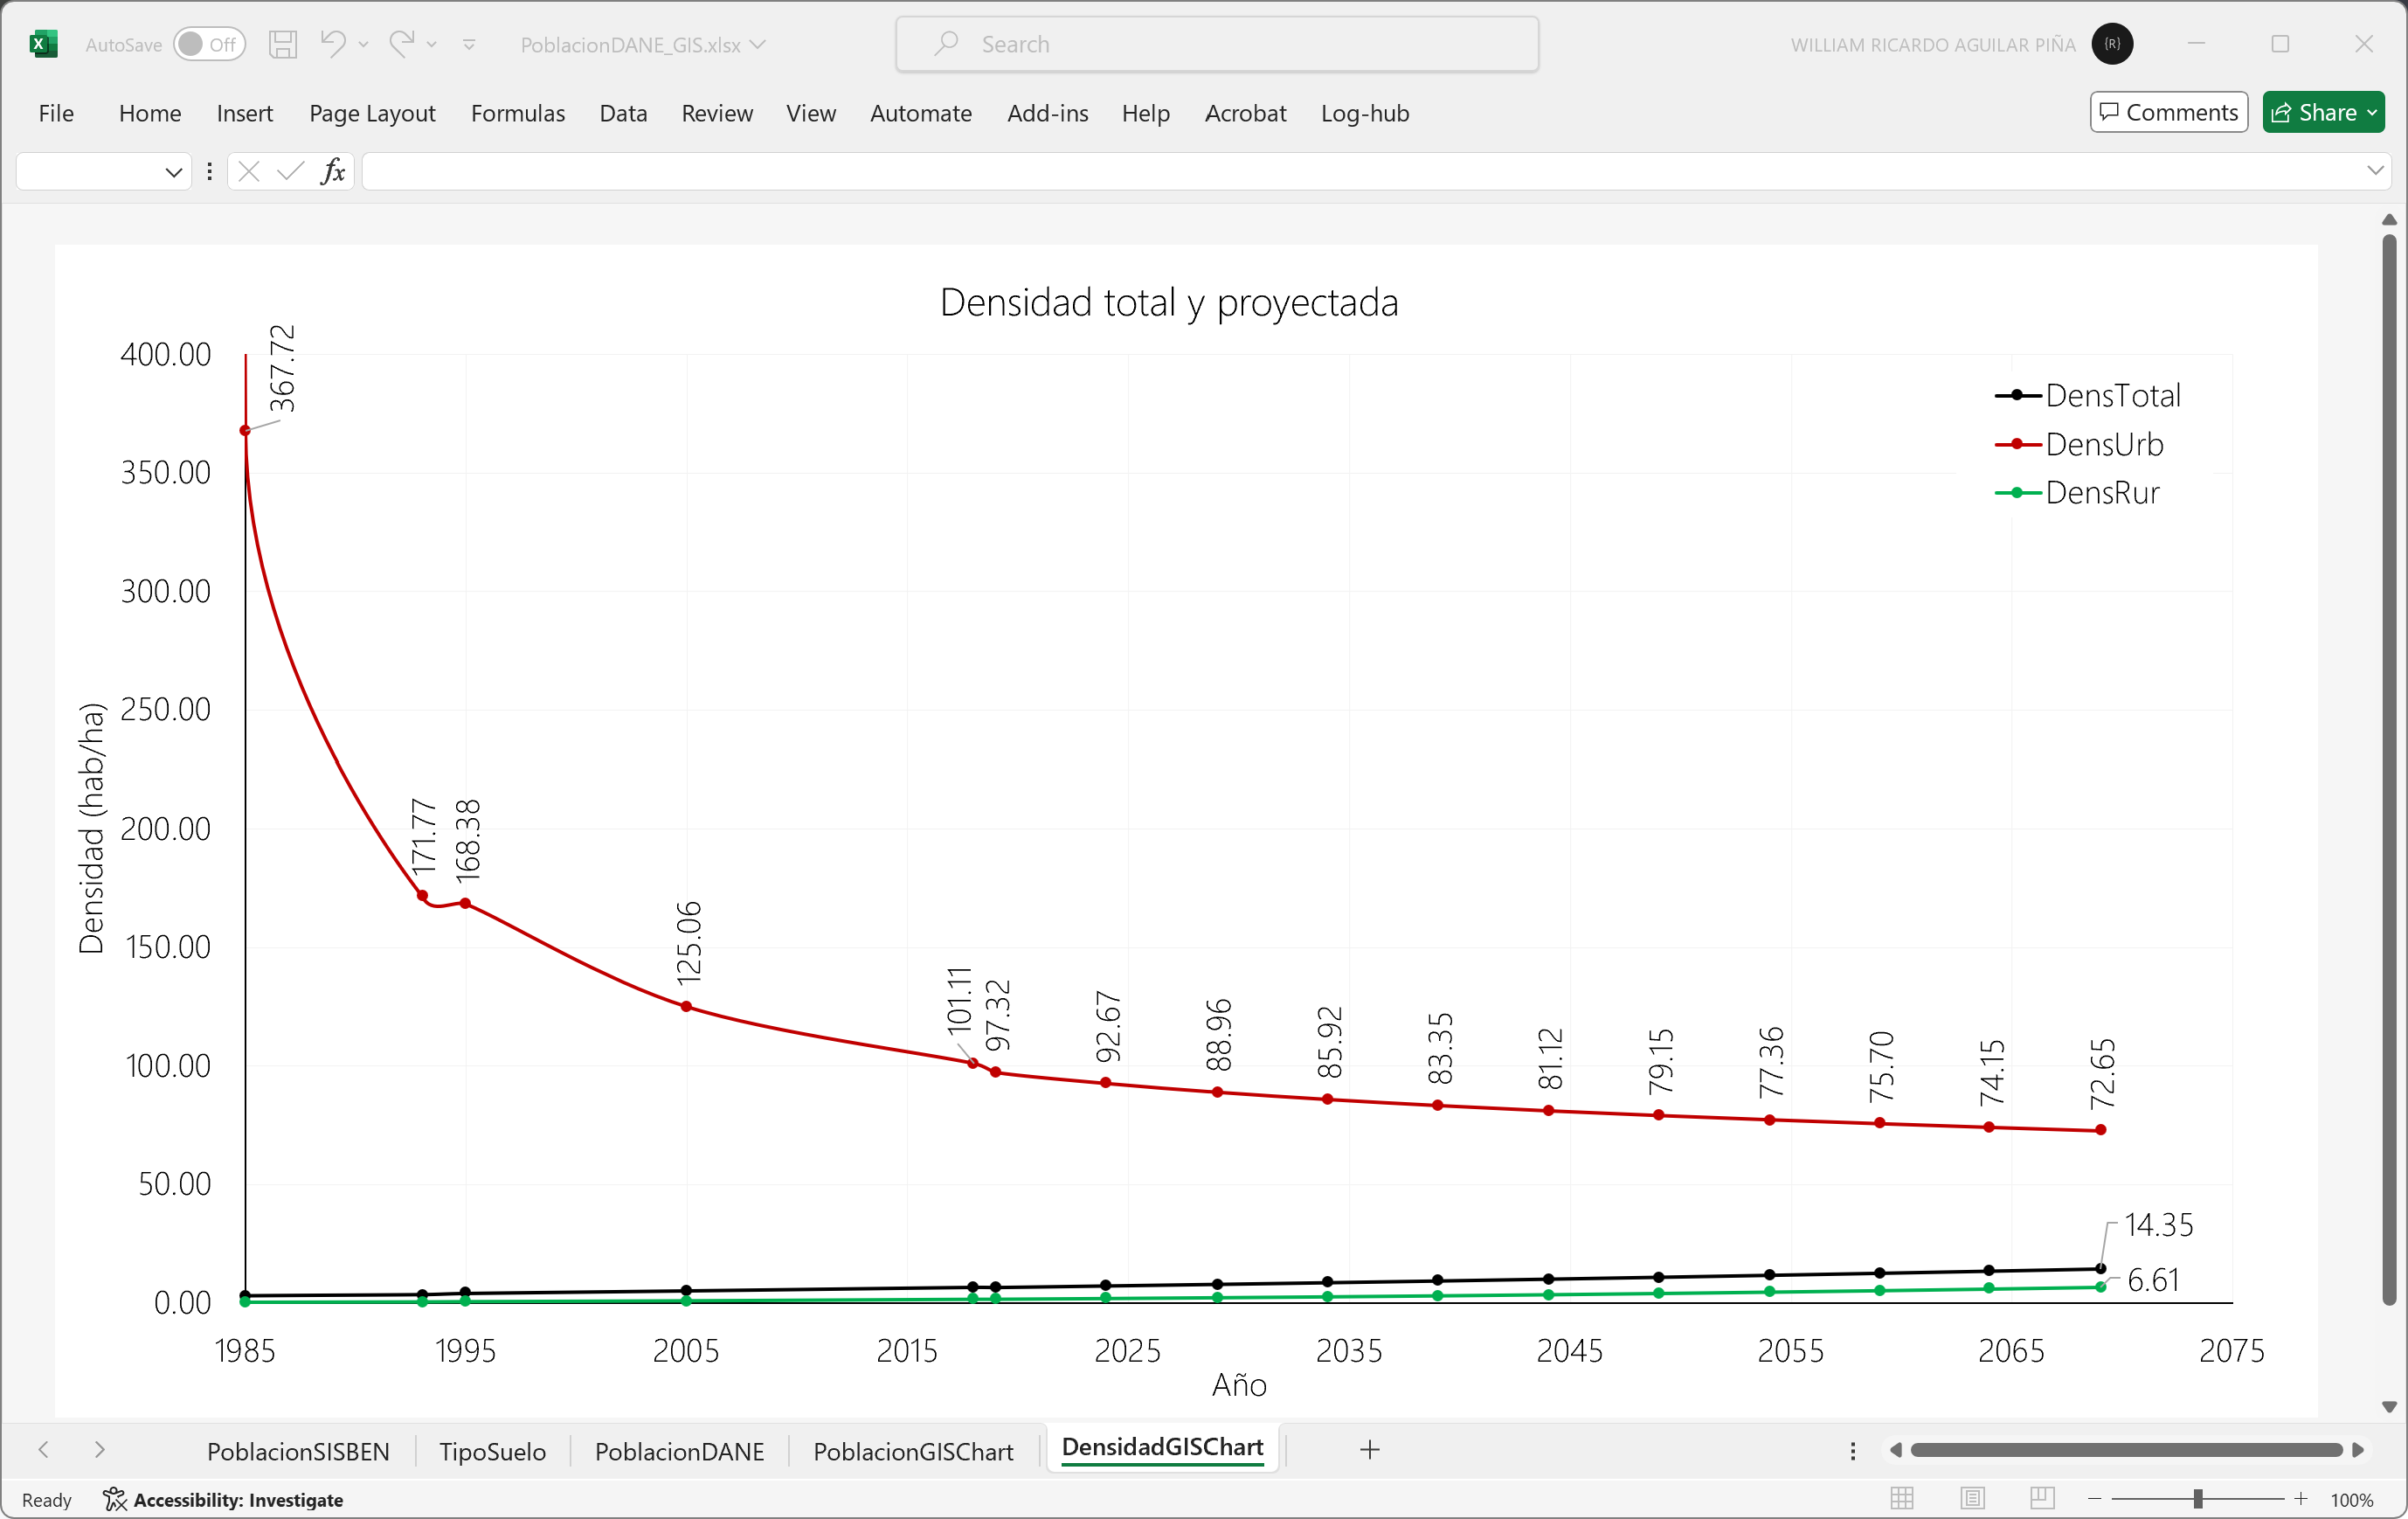 AutoSave Off PoblacionDANE_GIS.xlsx Search WILLIAM RICARDO AGUILAR PIÑA {R}
File Home Insert Page Layout Formulas Data Review View Automate Add-ins Help Acrobat Log-hub Comments Share
fx
Densidad total y proyectada
400.00
350.00
300.00
250.00
200.00
150.00
100.00
50.00
0.00
Densidad (hab/ha)
367.72
171.77
168.38
125.06
101.11
97.32
92.67
88.96
85.92
83.35
81.12
79.15
77.36
75.70
74.15
72.65
14.35
6.61
DensTotal
DensUrb
DensRur
1985 1995 2005 2015 2025 2035 2045 2055 2065 2075
Año
PoblacionSISBEN TipoSuelo PoblacionDANE PoblacionGISChart DensidadGISChart
Ready Accessibility: Investigate 100%